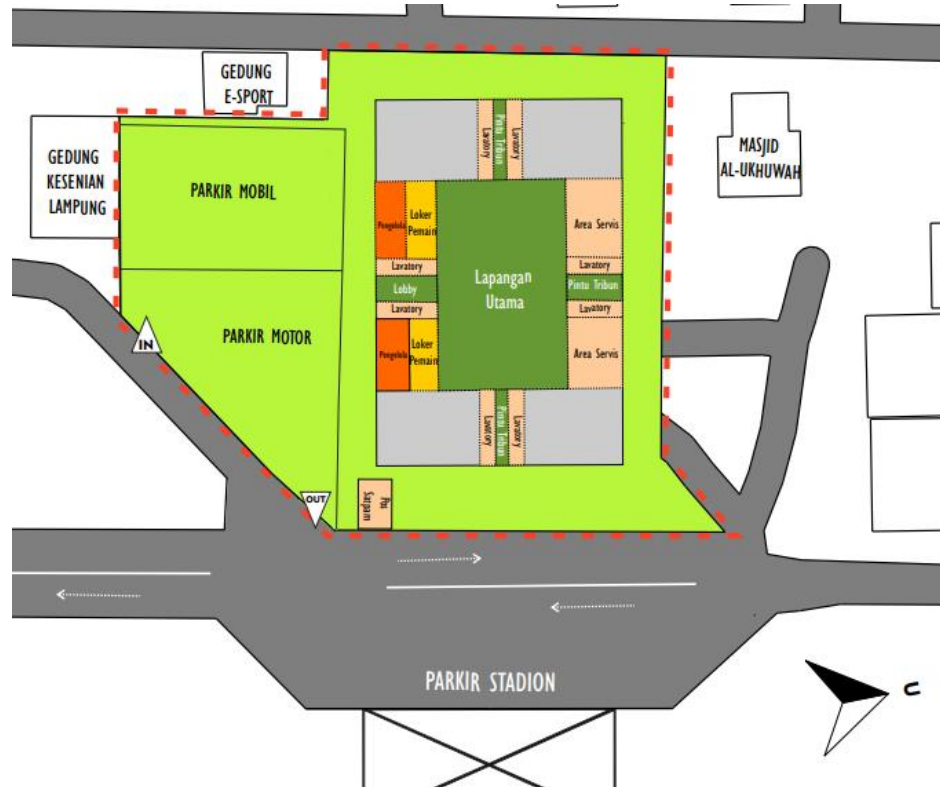 GEDUNG
E-SPORT
GEDUNG
KESENIAN
LAMPUNG
MASJID
AL-UKHUWAH
PARKIR MOBIL
PARKIR MOTOR
IN
OUT
Lavatory
Pintu Tribun
Lavatory
Pengelola
Loker
Pemain
Area Servis
Lavatory
Lavatory
Lobby
Lapangan
Utama
Pintu Tribun
Lavatory
Lavatory
Pengelola
Loker
Pemain
Area Servis
Lavatory
Pintu Tribun
Lavatory
Pos
Satpam
PARKIR STADION
U